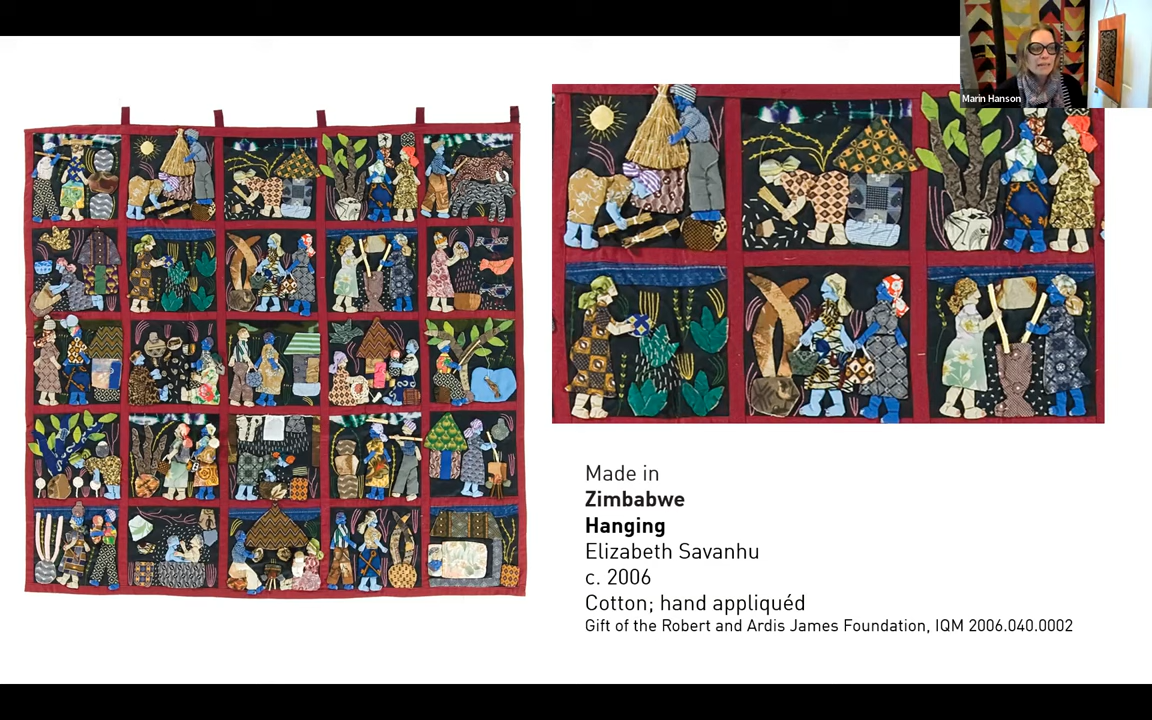 Marin Hanson
Made in
Zimbabwe
Hanging
Elizabeth Savanhu
c. 2006
Cotton; hand appliquéd
Gift of the Robert and Ardis James Foundation, IQM 2006.040.0002